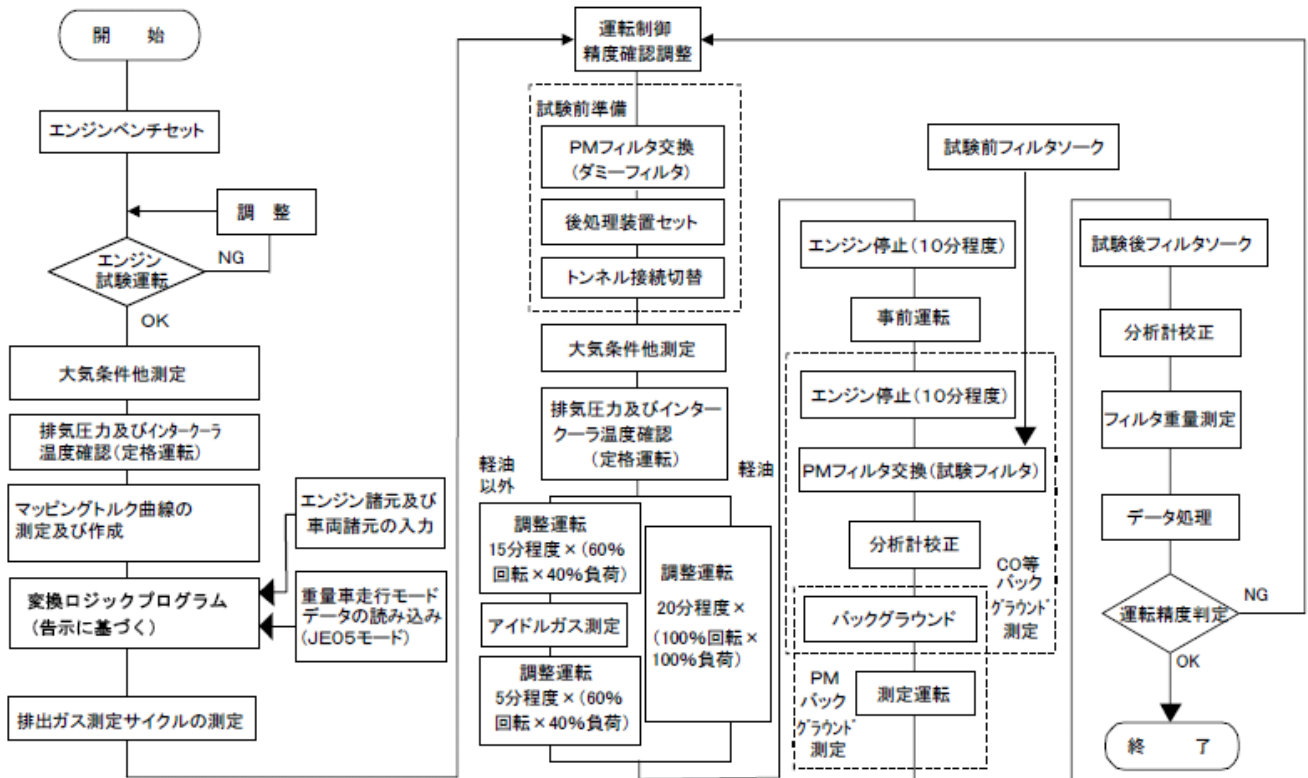 開　始
エンジンベンチセット
調　整
エンジン
試験運転
NG
OK
大気条件他測定
排気圧力及びインタークーラ
温度確認(定格運転)
マッピングトルク曲線の
測定及び作成
エンジン諸元及び
車両諸元の入力
変換ロジックプログラム
(告示に基づく)
重量車走行モード
データの読み込み
(JE05モード)
排出ガス測定サイクルの測定
運転制御
精度確認調整
試験前準備
PMフィルタ交換
(ダミーフィルタ)
後処理装置セット
トンネル接続切替
大気条件他測定
排気圧力及びインター
クーラ温度確認
(定格運転)
軽油
以外
軽油
調整運転
15分程度×(60%
回転×40%負荷)
アイドルガス測定
調整運転
5分程度×(60%
回転×40%負荷)
調整運転
20分程度×
(100%回転×
100%負荷)
試験前フィルタソーク
エンジン停止(10分程度)
事前運転
エンジン停止(10分程度)
PMフィルタ交換(試験フィルタ)
分析計校正
CO等
バック
グラウンド
測定
バックグラウンド
PM
バック
グラウンド
測定
測定運転
試験後フィルタソーク
分析計校正
フィルタ重量測定
データ処理
運転精度判定
NG
OK
終　了